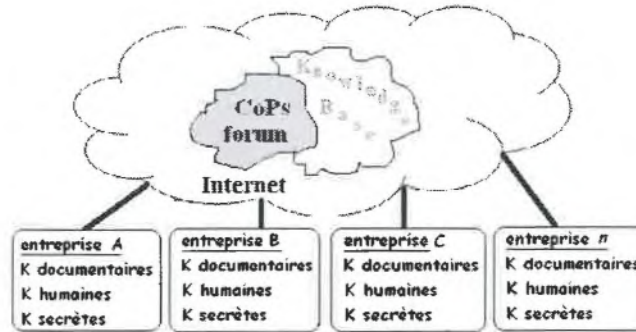 Knowledge
Base
CoPs
forum
Internet
entreprise A
K documentaires
K humaines
K secrètes
entreprise B
K documentaires
K humaines
K secrètes
entreprise C
K documentaires
K humaines
K secrètes
entreprise n
K documentaires
K humaines
K secrètes